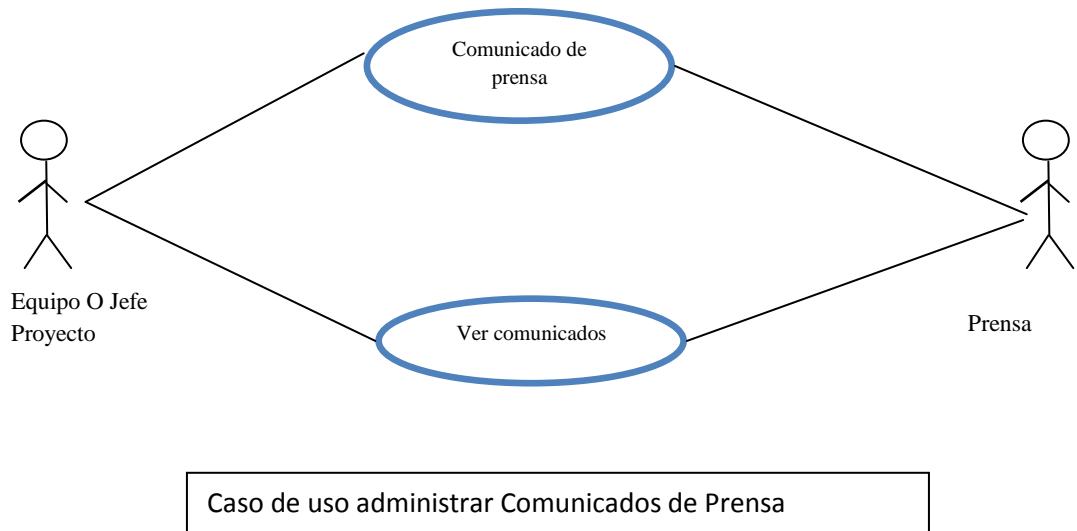 Comunicado de
prensa
Equipo O Jefe
Proyecto
Prensa
Ver comunicados
Caso de uso administrar Comunicados de Prensa